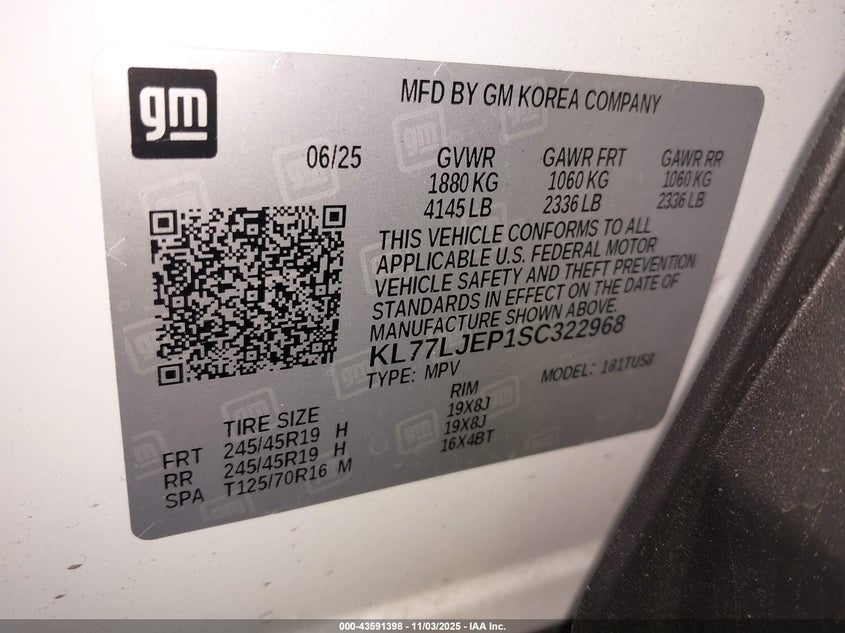 gm
MFD BY GM KOREA COMPANY
06/25 GVWR GAWR FRT GAWR RR
1880 KG 1060 KG 1060 KG
4145 LB 2336 LB 2336 LB
THIS VEHICLE CONFORMS TO ALL
APPLICABLE U.S. FEDERAL MOTOR
VEHICLE SAFETY AND THEFT PREVENTION
STANDARDS IN EFFECT ON THE DATE OF
MANUFACTURE SHOWN ABOVE.
KL77LJEP1SC322968
TYPE: MPV MODEL: 181TU58
TIRE SIZE RIM
FRT 245/45R19 H 19X8J
RR 245/45R19 H 19X8J
SPA T125/70R16 M 16X4BT
000-43591398 - 11/03/2025 - IAA Inc.